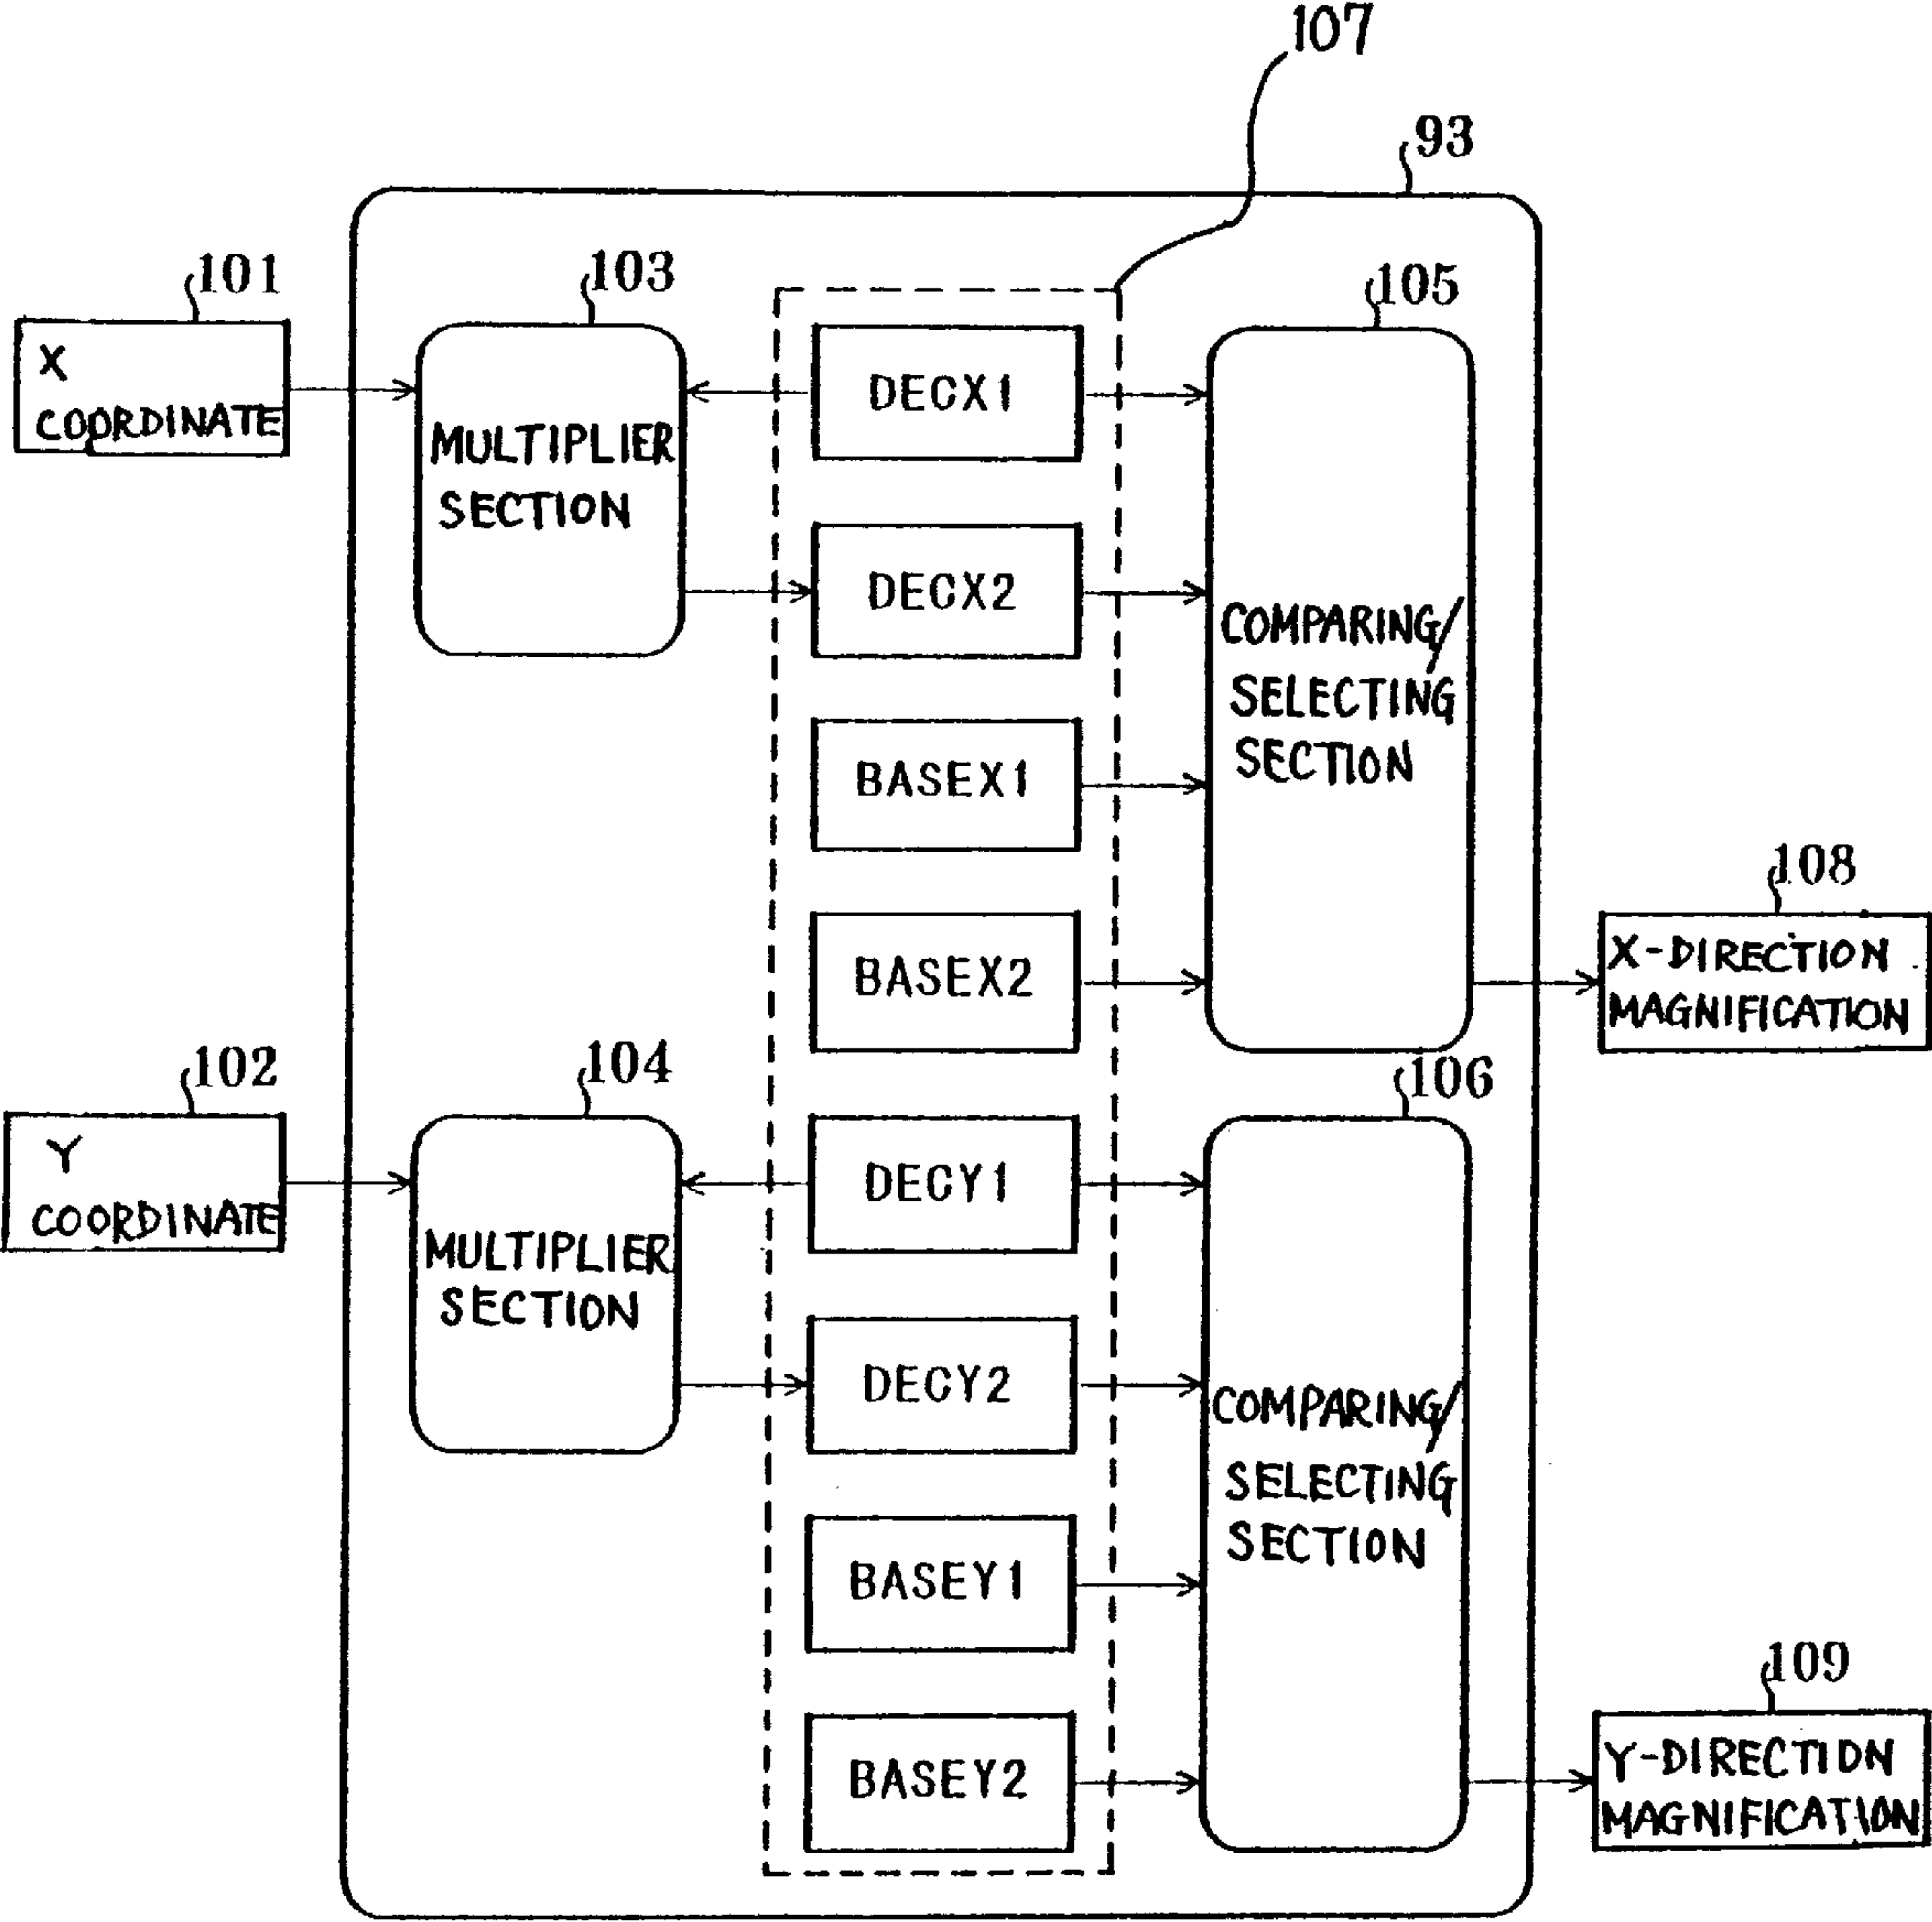 107
93
101
103
105
X
COORDINATE
MULTIPLIER
SECTION
DECX1
DECX2
BASEX1
BASEX2
COMPARING/
SELECTING
SECTION
108
X-DIRECTION
MAGNIFICATION
102
104
106
Y
COORDINATE
MULTIPLIER
SECTION
DECY1
DECY2
BASEY1
BASEY2
COMPARING/
SELECTING
SECTION
109
Y-DIRECTION
MAGNIFICATION